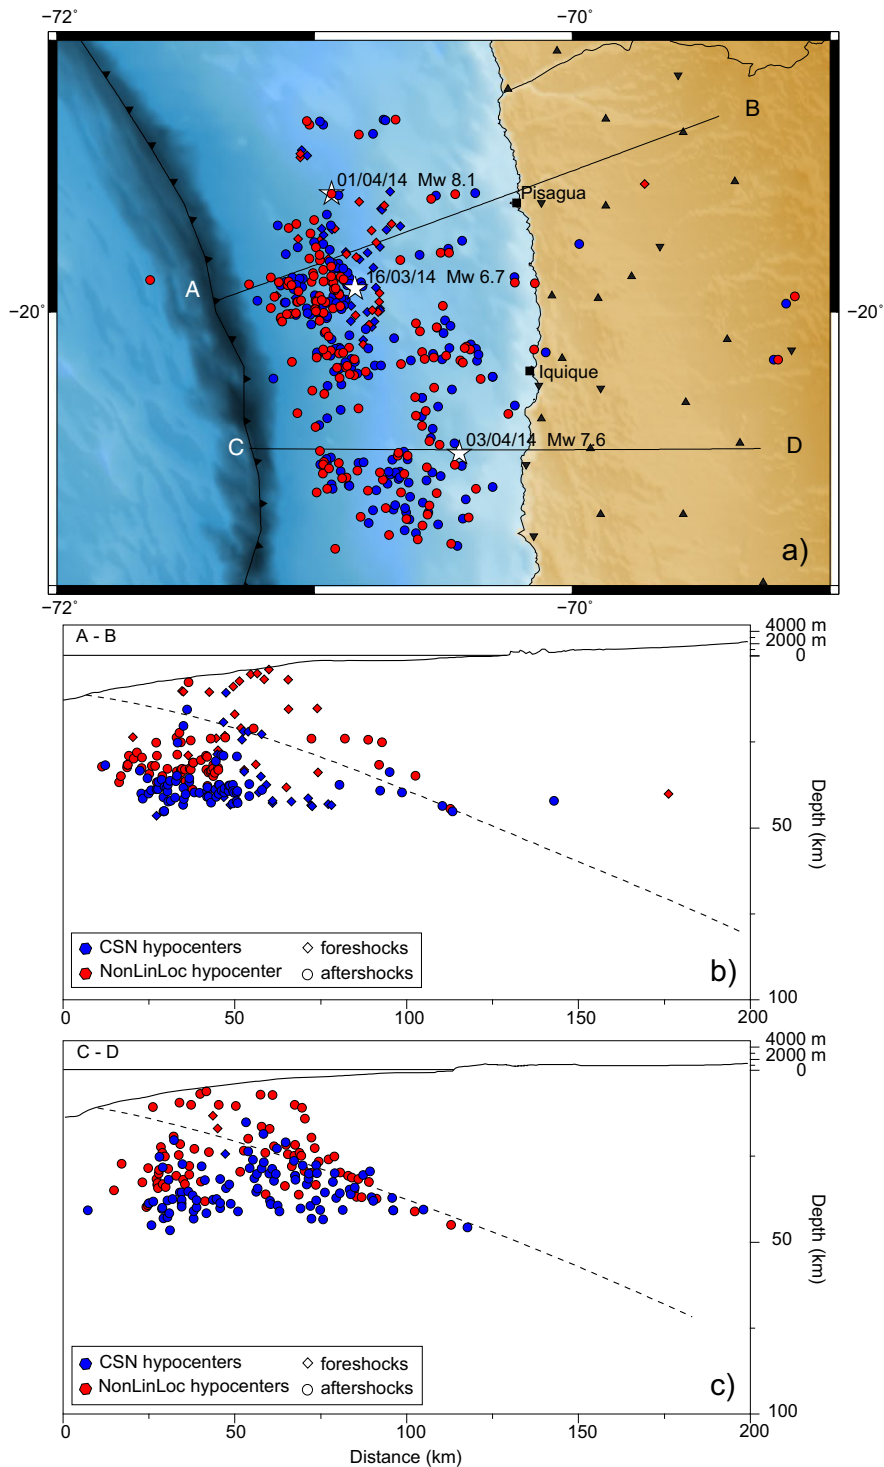 −72˚ −70˚
B
01/04/14 Mw 8.1
Pisagua
16/03/14 Mw 6.7
A
−20˚ −20˚
Iquique
03/04/14 Mw 7.6
C D
a)
−72˚ −70˚
A - B
4000 m
2000 m
0
50
Depth (km)
CSN hypocenters foreshocks
NonLinLoc hypocenter aftershocks
b)
100
0 50 100 150 200
C - D
4000 m
2000 m
0
50
Depth (km)
CSN hypocenters foreshocks
NonLinLoc hypocenters aftershocks
c)
100
0 50 100 150 200
Distance (km)